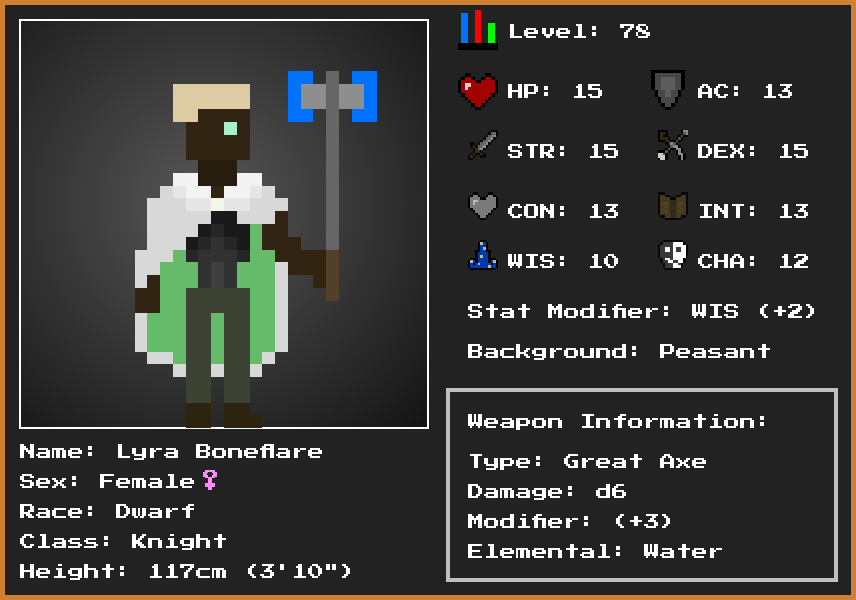 Level: 78
HP: 15
AC: 13
STR: 15
DEX: 15
CON: 13
INT: 13
WIS: 10
CHA: 12
Stat Modifier: WIS (+2)
Background: Peasant
Weapon Information:
Type: Great Axe
Damage: d6
Modifier: (+3)
Elemental: Water
Name: Lyra Boneflare
Sex: Female♀
Race: Dwarf
Class: Knight
Height: 117cm (3'10")